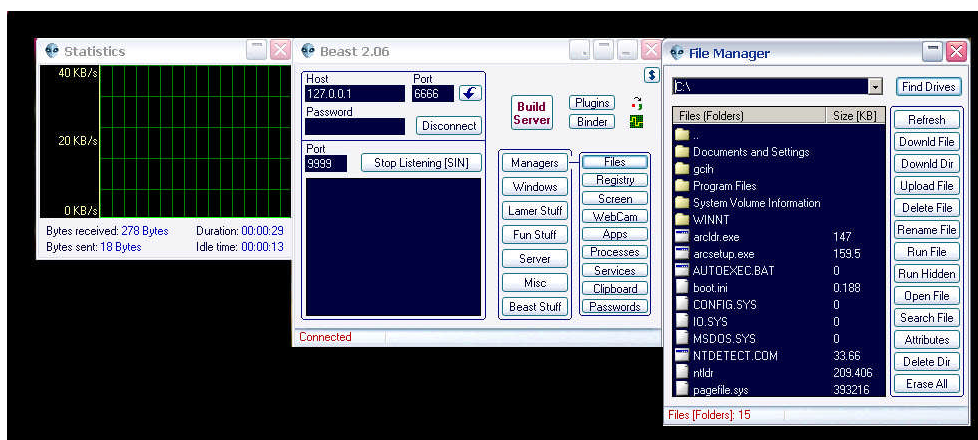 Statistics
40 KB/s
20 KB/s
0 KB/s
Bytes received: 278 Bytes Duration: 00:00:29
Bytes sent: 18 Bytes Idle time: 00:00:13
Beast 2.06
Host Port
127.0.0.1 6666
Password
Disconnect
Port
9999 Stop Listening [SIN]
$
Build
Server
Plugins
Binder
Managers
Windows
Lamer Stuff
Fun Stuff
Server
Misc
Beast Stuff
Files
Registry
Screen
WebCam
Apps
Processes
Services
Clipboard
Passwords
Connected
File Manager
C:\ Find Drives
Files (Folders) Size [KB]
..
Documents and Settings
gcih
Program Files
System Volume Information
WINNT
arcldr.exe 147
arcsetup.exe 159.5
AUTOEXEC.BAT 0
boot.ini 0.188
CONFIG.SYS 0
IO.SYS 0
MSDOS.SYS 0
NTDETECT.COM 33.66
ntldr 209.406
pagefile.sys 393216
Refresh
Downld File
Downld Dir
Upload File
Delete File
Rename File
Run File
Run Hidden
Open File
Search File
Attributes
Delete Dir
Erase All
Files [Folders]: 15